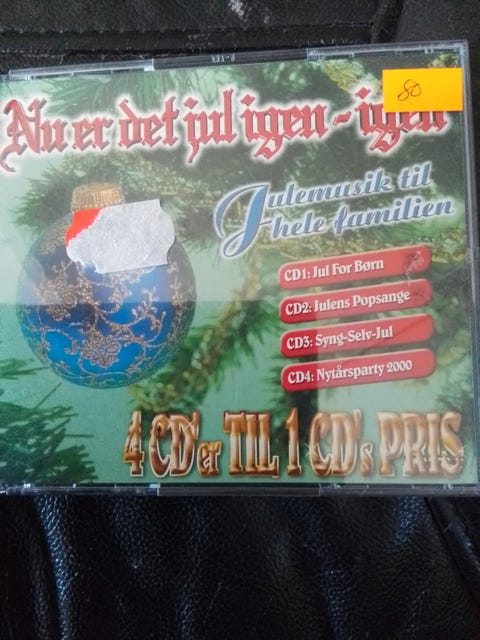 80
Nu er det jul igen - igen
Julemusik til
hele familien
CD1: Jul For Børn
CD2: Julens Popsange
CD3: Syng-Selv-Jul
CD4: Nytårsparty 2000
4 CD'er TIL 1 CD's PRIS